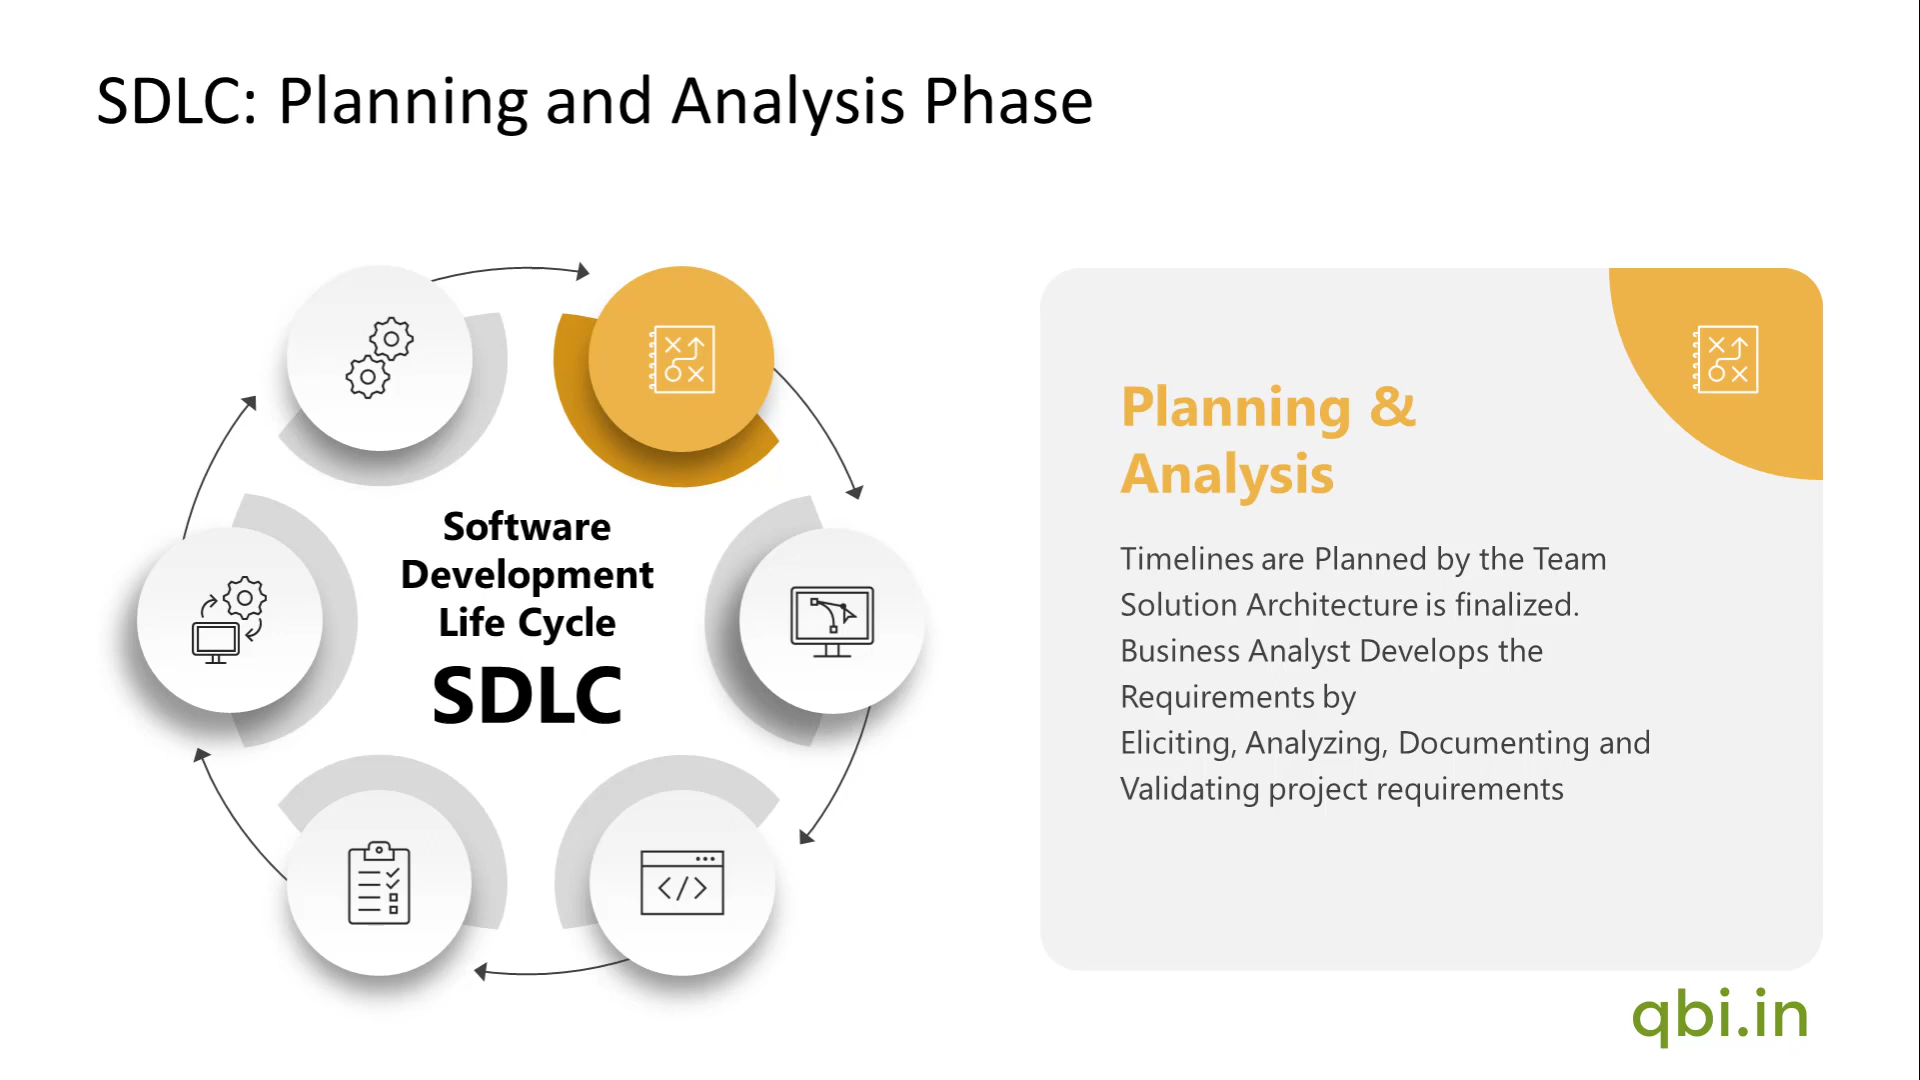 SDLC: Planning and Analysis Phase
Software
Development
Life Cycle
SDLC
Planning &
Analysis
Timelines are Planned by the Team
Solution Architecture is finalized.
Business Analyst Develops the
Requirements by
Eliciting, Analyzing, Documenting and
Validating project requirements
qbi.in